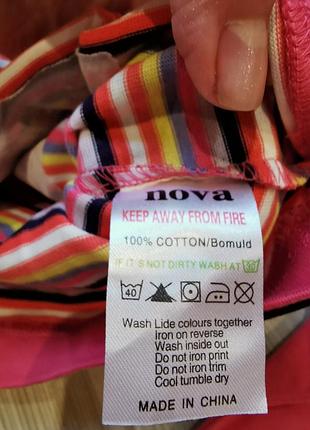 nova
KEEP AWAY FROM FIRE
100% COTTON/Bomuld
IF IT'S NOT DIRTY WASH AT
40
Wash Lide colours together
Iron on reverse
Wash inside out
Do not iron print
Do not iron trim
Cool tumble dry
MADE IN CHINA